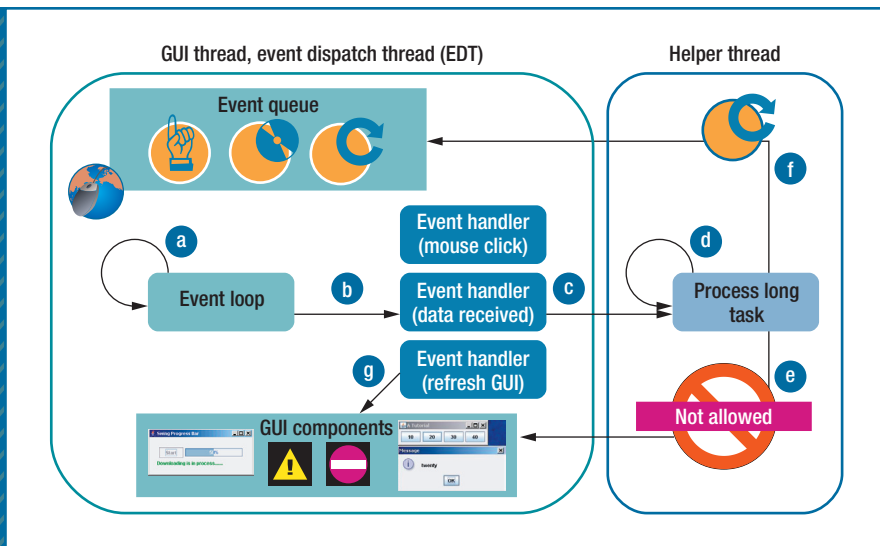 GUI thread, event dispatch thread (EDT)
Helper thread
Event queue
f
Event handler
(mouse click)
a
d
Event loop
b
Event handler
(data received)
c
Process long
task
g
Event handler
(refresh GUI)
e
Not allowed
GUI components
Swing Progress Bar
Start
Downloading is in process......
A Tutorial
10 20 30 40
Message
twenty
OK